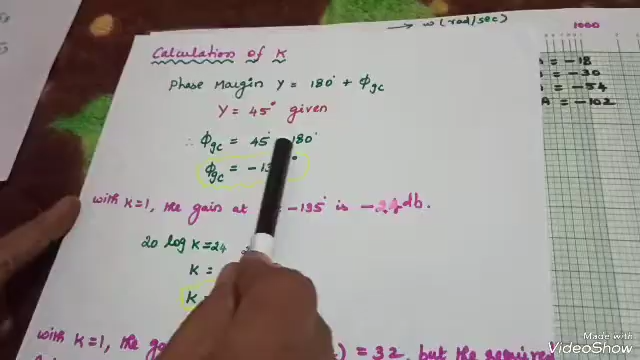 → ω (rad/sec)
1000
Calculation of K
Phase Margin γ = 180° + ϕgc
γ = 45° given
∴ ϕgc = 45° 180°
ϕgc = -13 °
= -18
= -30
= -54
A = -102
with K=1, the gain at = -135° is -24 db.
20 log K=24
K =
K =
with K=1, the ga ) = 32, but the required
Made With
VideoShow